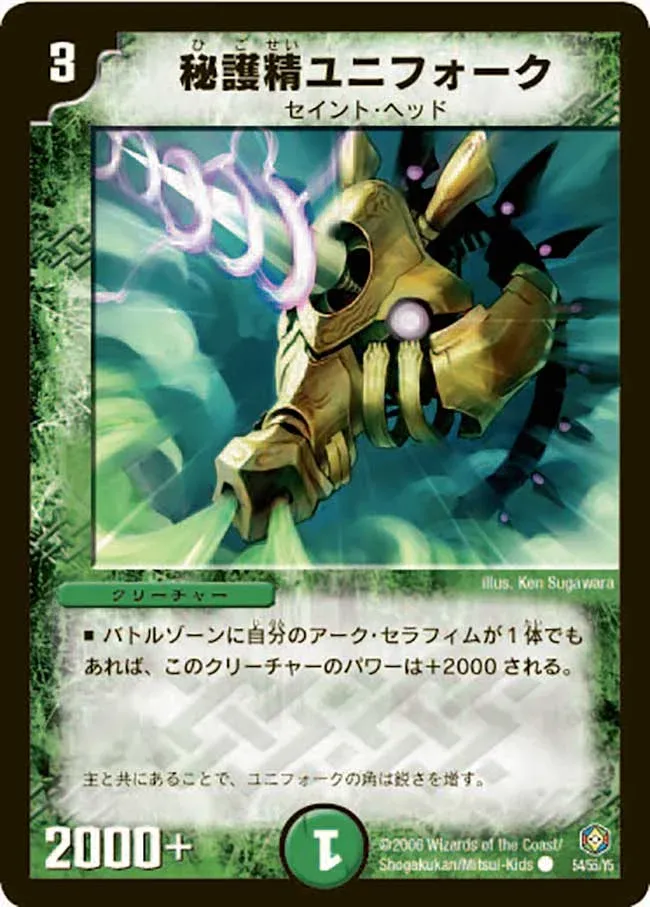 3
秘護精ユニフォーク
ひごせい
セイント・ヘッド
illus. Ken Sugawara
クリーチャー
■ バトルゾーンに自分のアーク・セラフィムが1体でも
あれば、このクリーチャーのパワーは+2000 される。
主と共にあることで、ユニフォークの角は鋭さを増す。
2000+
1
©2006 Wizards of the Coast/
Shogakukan/Mitsui-Kids
54/55/Y5